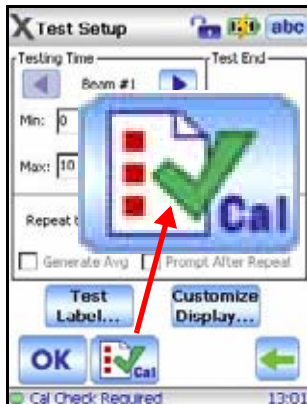 X Test Setup abc
Testing Time Test End
Beam #1
Min: 0
Max: 10
Cal
Repeat
Generate Avg Prompt After Repeat
Test Label... Customize Display...
OK Cal
Cal Check Required 13:01